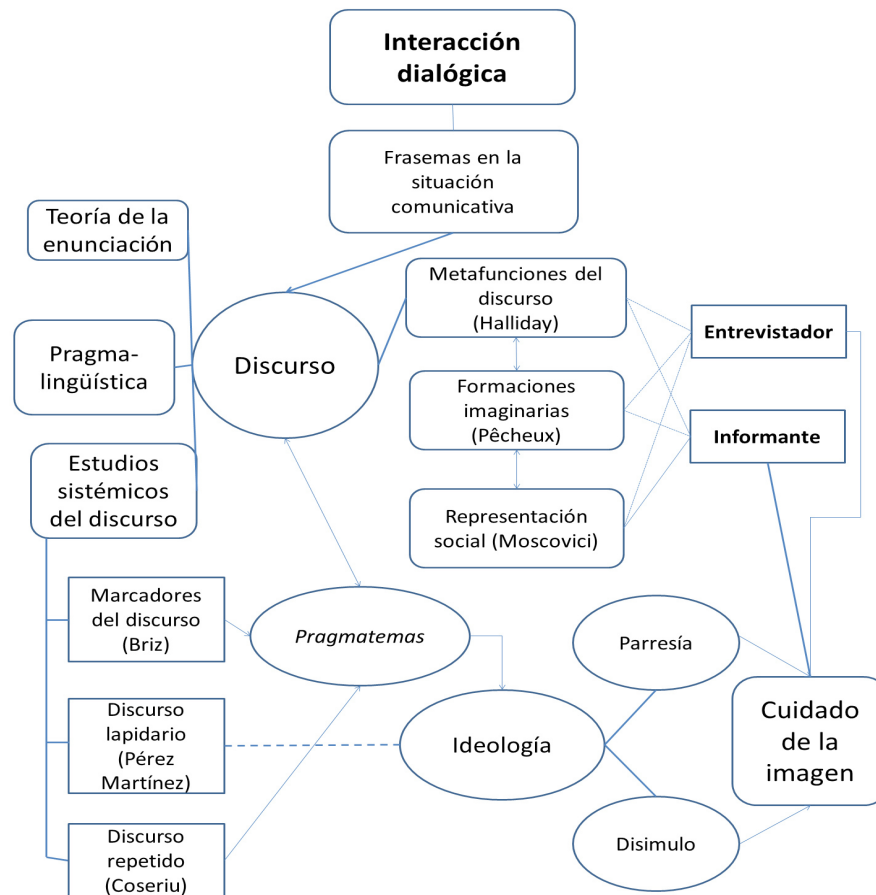 Interacción
dialógica
Frasemas en la
situación
comunicativa
Teoría de la
enunciación
Metafunciones del
discurso
(Halliday)
Entrevistador
Pragma-
lingüística
Discurso
Formaciones
imaginarias
(Pêcheux)
Informante
Estudios
sistémicos
del discurso
Representación
social (Moscovici)
Marcadores
del discurso
(Briz)
Pragmatemas
Parresía
Discurso
lapidario
(Pérez
Martínez)
Ideología
Cuidado
de la
imagen
Discurso
repetido
(Coseriu)
Disimulo